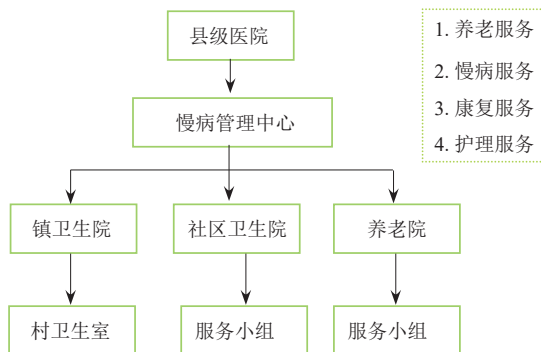 县级医院
慢病管理中心
镇卫生院
社区卫生院
养老院
村卫生室
服务小组
服务小组
1. 养老服务
2. 慢病服务
3. 康复服务
4. 护理服务